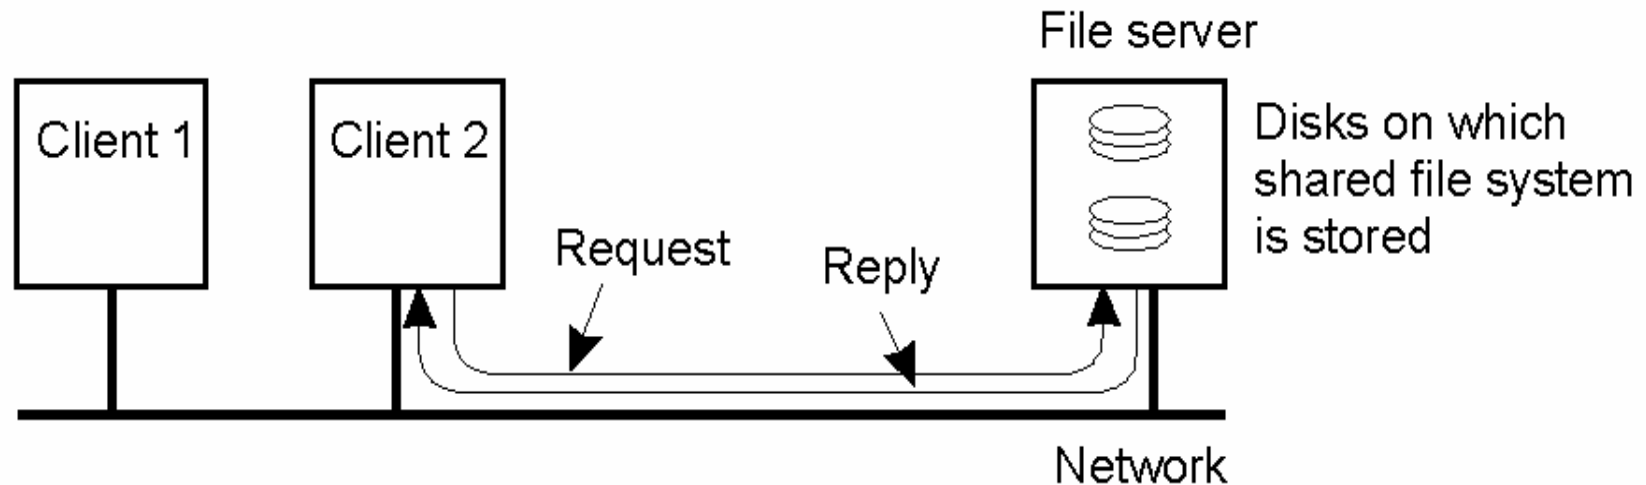 File server
Client 1
Client 2
Disks on which
shared file system
is stored
Request
Reply
Network